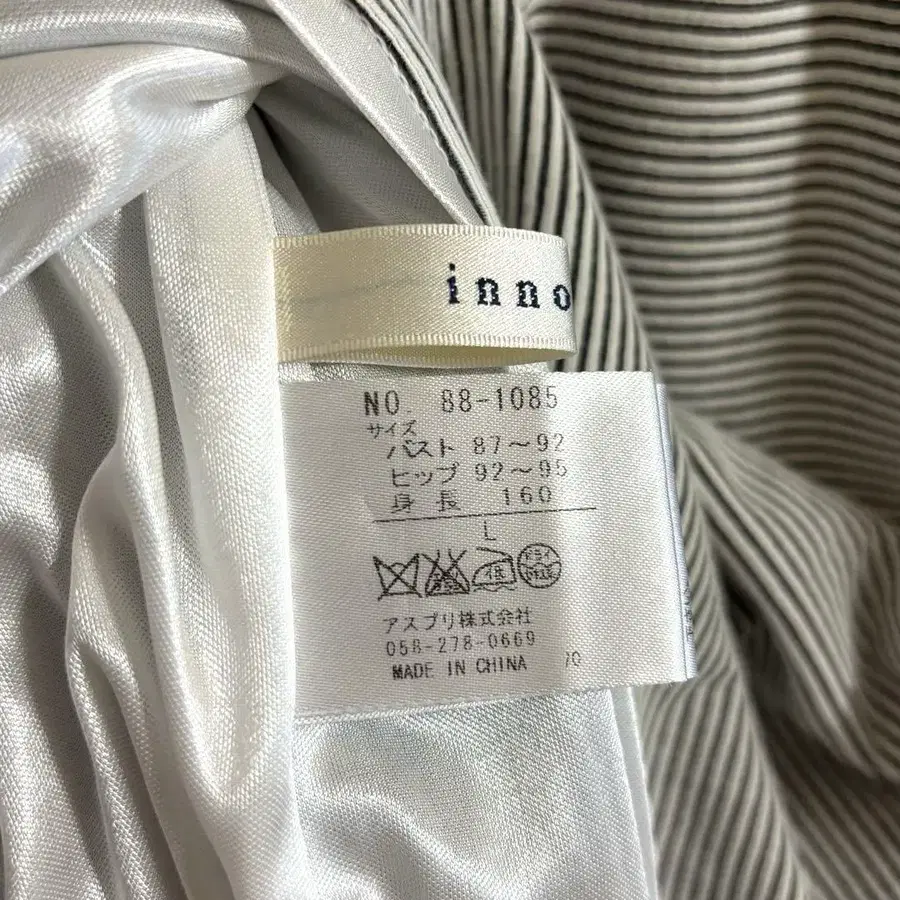 inno
NO. 88-1085
サイズ
バスト 87～92
ヒップ 92～95
身長 160
L
アスプリ株式会社
058-278-0669
MADE IN CHINA 70